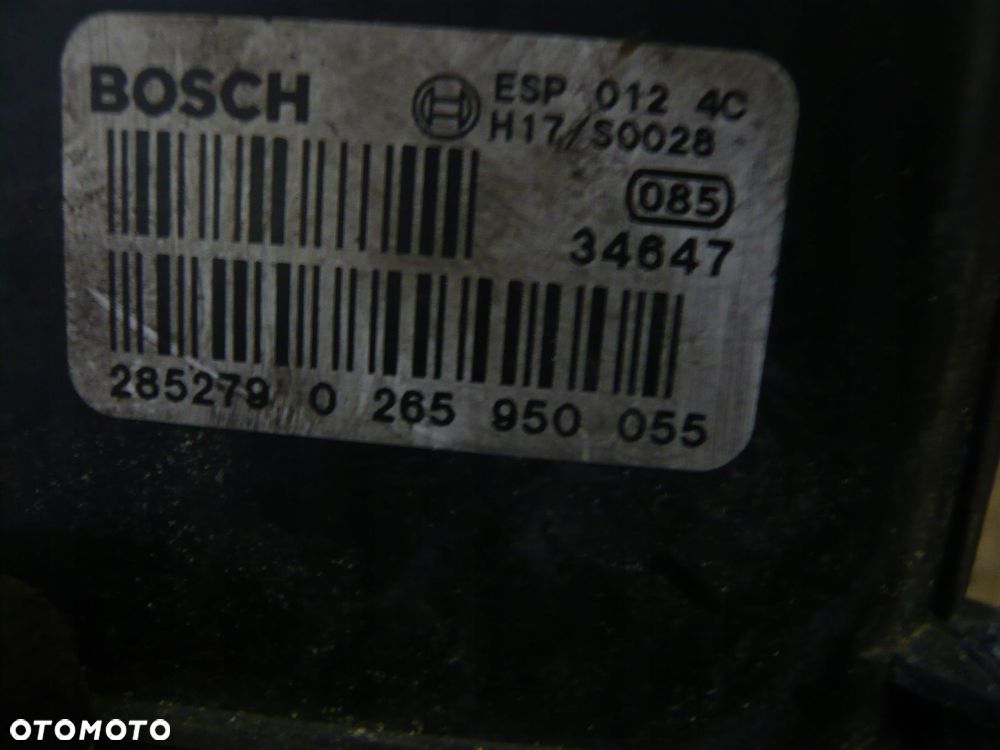 BOSCH
ESP 012 4C
H17/S0028
085
34647
285279 0 265 950 055
OTOMOTO